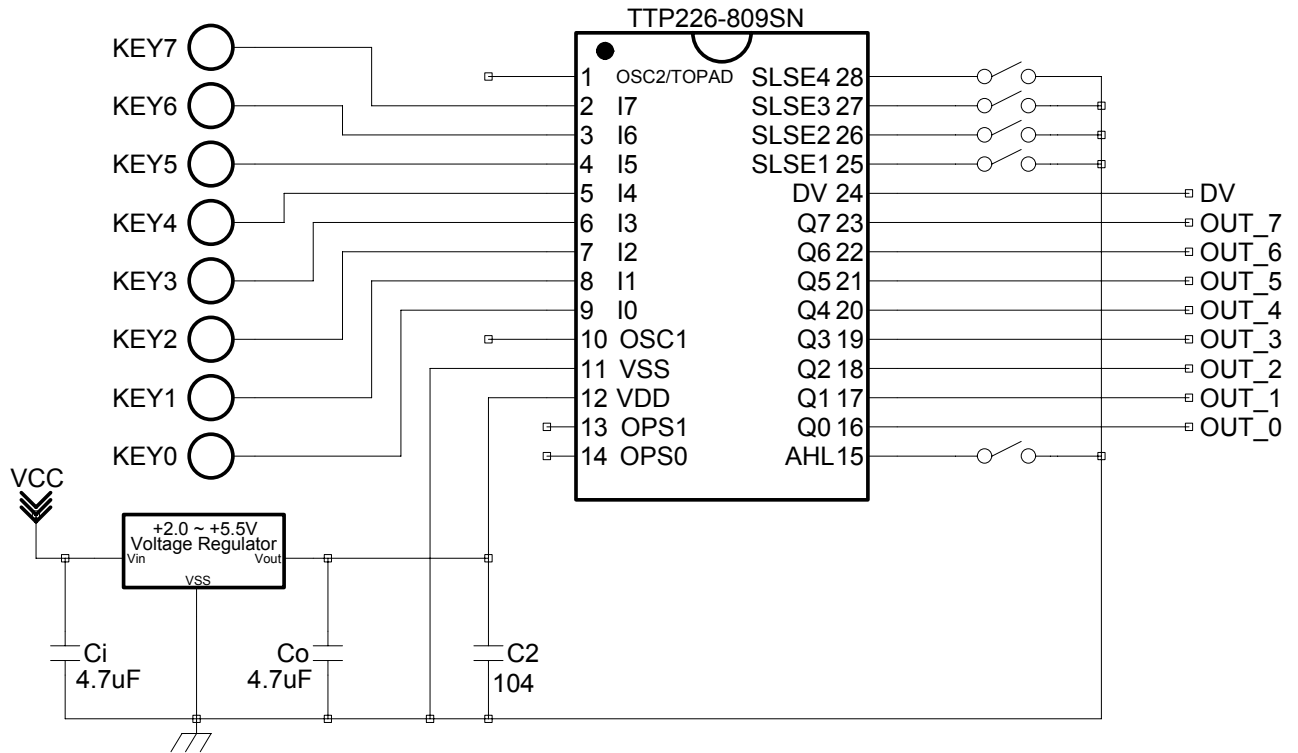 TTP226-809SN
KEY7
KEY6
KEY5
KEY4
KEY3
KEY2
KEY1
KEY0
1 OSC2/TOPAD SLSE4 28
2 I7 SLSE3 27
3 I6 SLSE2 26
4 I5 SLSE1 25
5 I4 DV 24 DV
6 I3 Q7 23 OUT_7
7 I2 Q6 22 OUT_6
8 I1 Q5 21 OUT_5
9 I0 Q4 20 OUT_4
10 OSC1 Q3 19 OUT_3
11 VSS Q2 18 OUT_2
12 VDD Q1 17 OUT_1
13 OPS1 Q0 16 OUT_0
14 OPS0 AHL 15
VCC
+2.0 ~ +5.5V
Voltage Regulator
Vin Vout
VSS
Ci
4.7uF
Co
4.7uF
C2
104